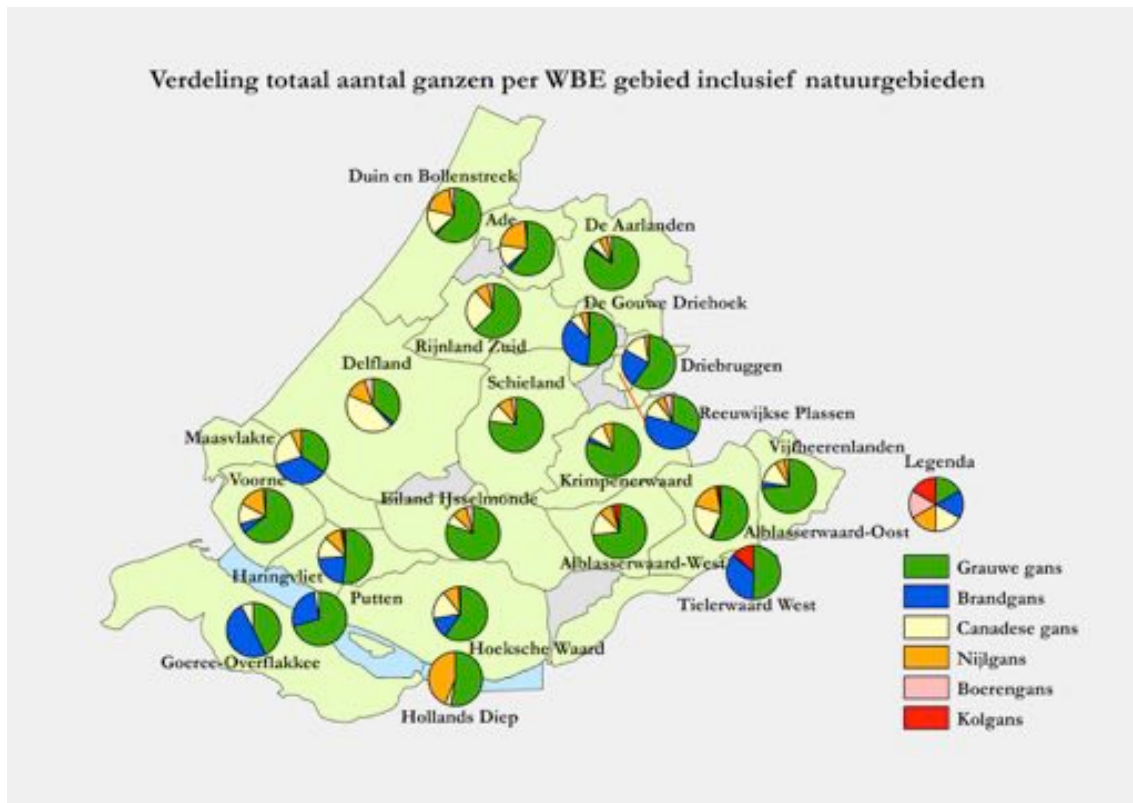 Verdeling totaal aantal ganzen per WBE gebied inclusief natuurgebieden
Duin en Bollenstreek
Ade
De Aarlanden
De Gouwe Driehoek
Rijnland Zuid
Delfland
Driebruggen
Schieland
Reeuwijkse Plassen
Maasvlakte
Vijfheerenlanden
Legenda
Voorne
Krimpenerwaard
Eiland IJsselmonde
Alblasserwaard-Oost
Alblasserwaard-West
Haringvliet
Putten
Tielerwaard West
Hoeksche Waard
Goeree-Overflakkee
Hollands Diep
Grauwe gans
Brandgans
Canadese gans
Nijlgans
Boerengans
Kolgans